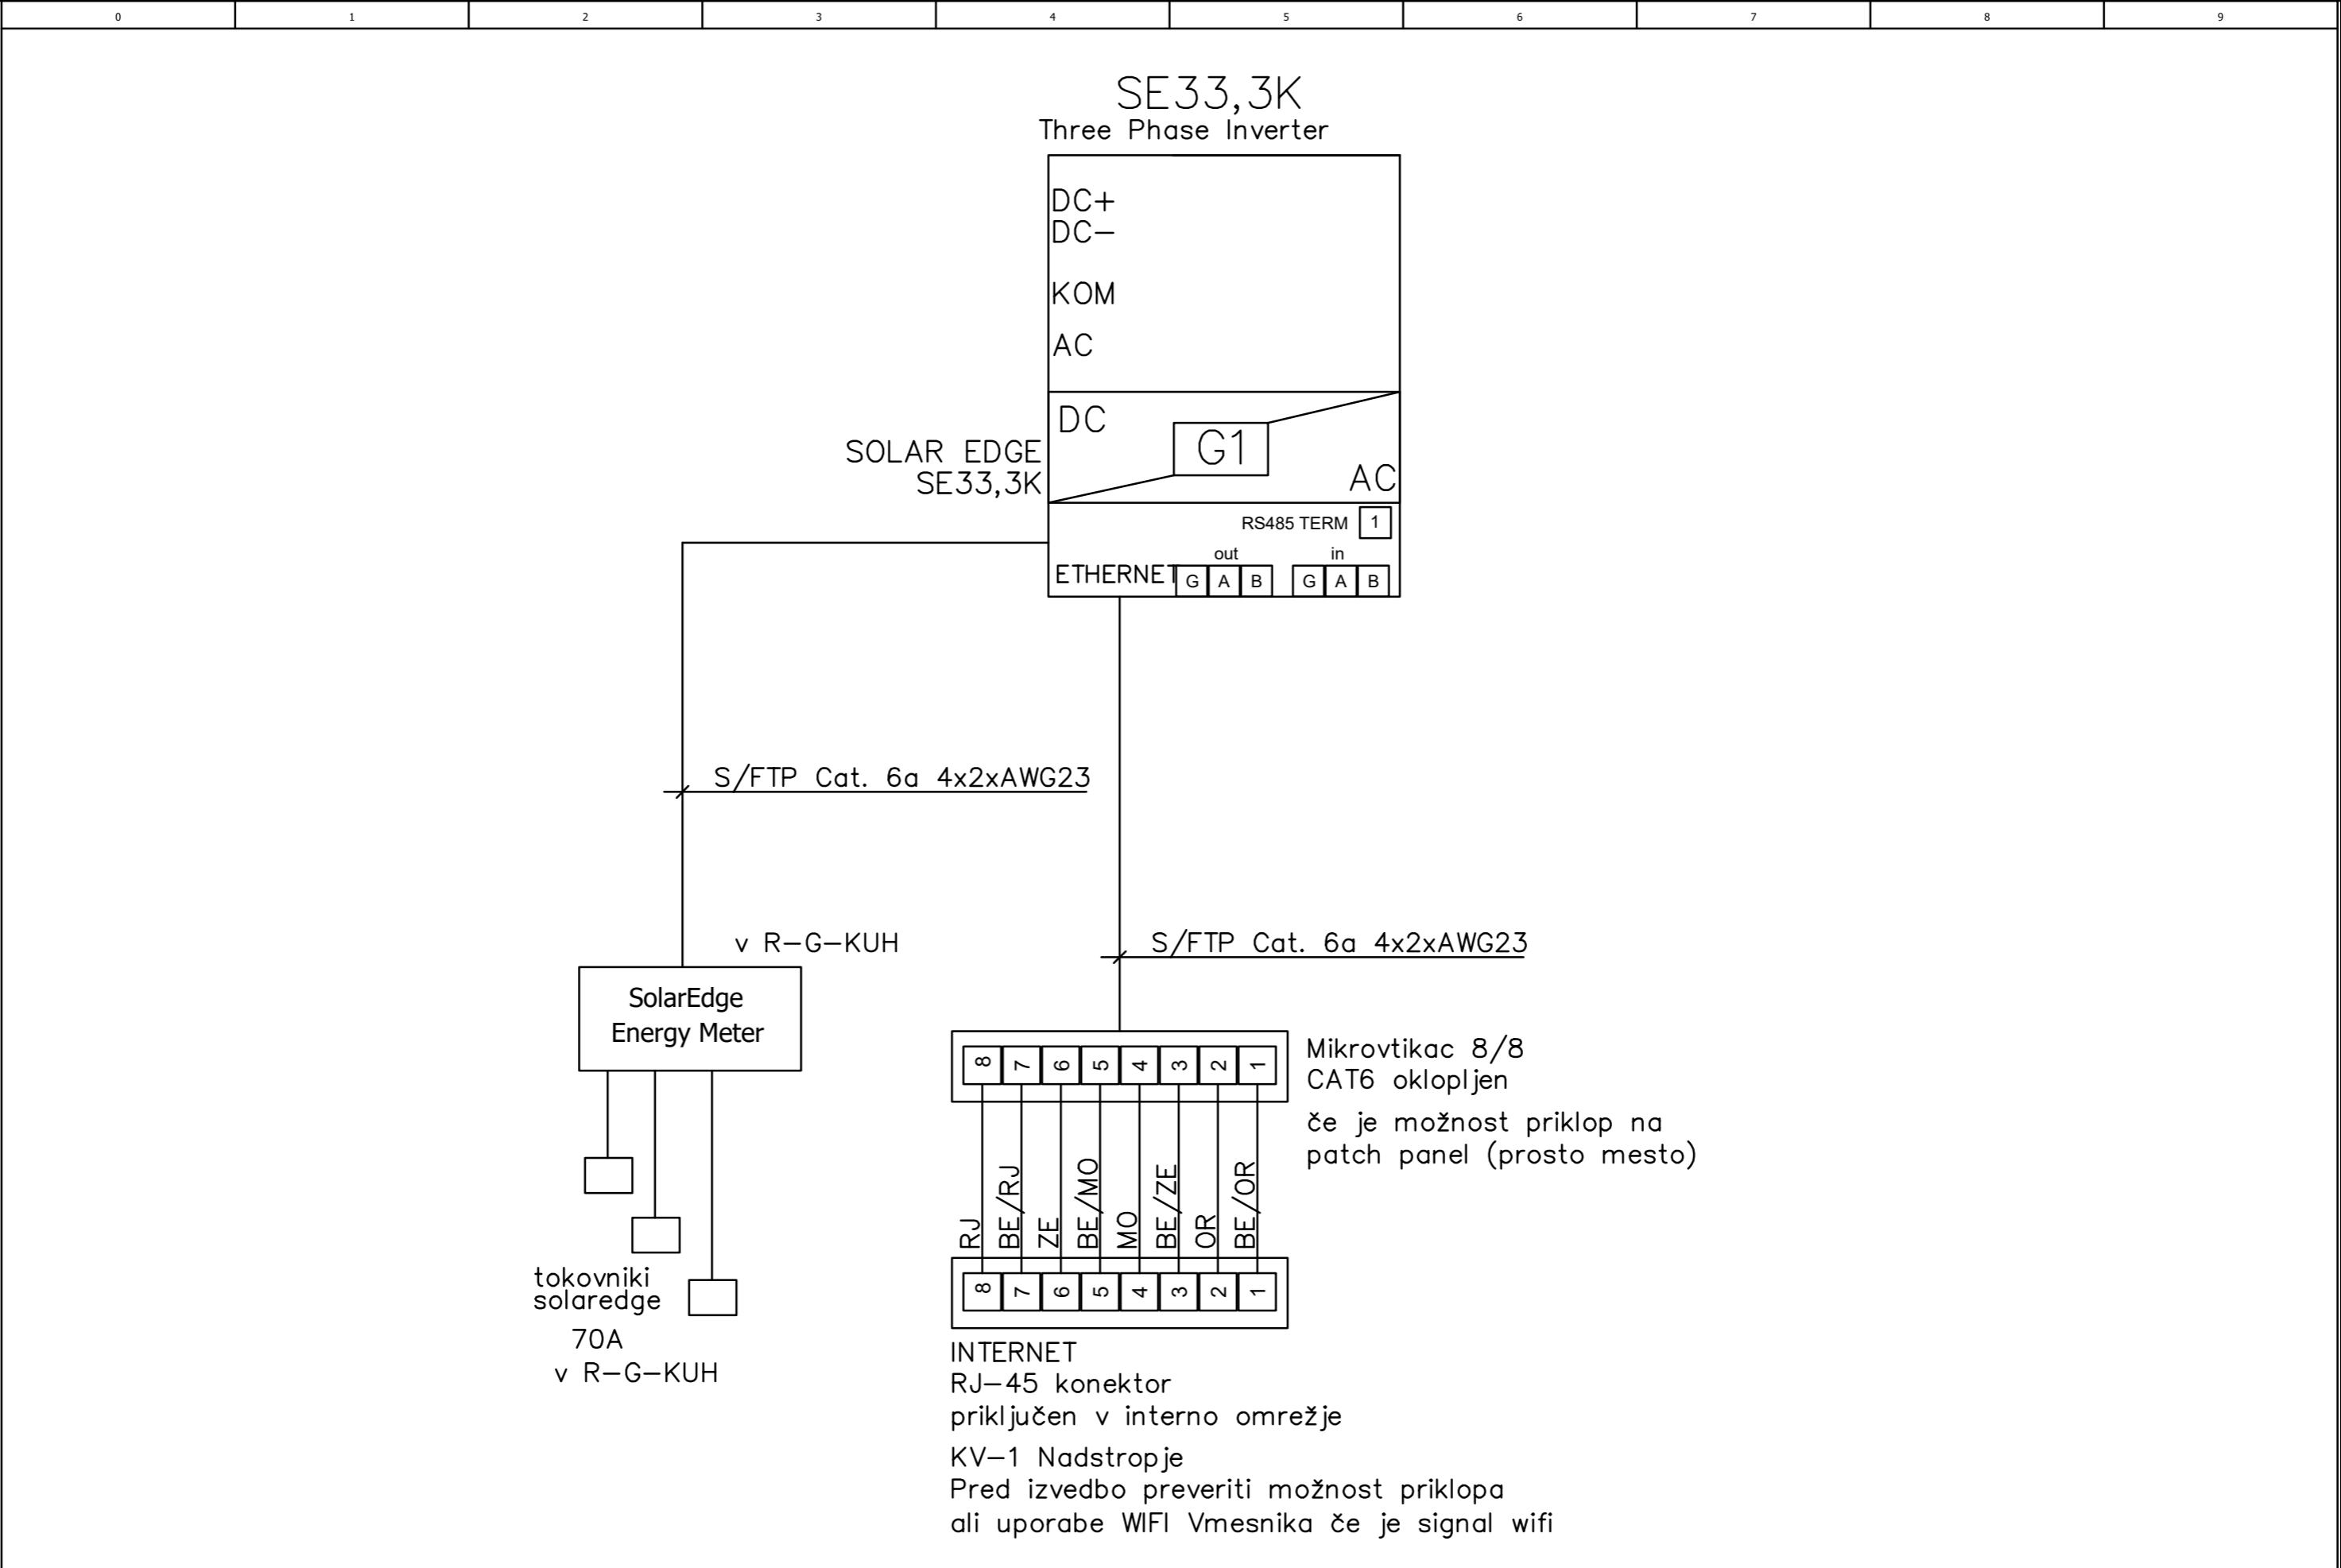 0 1 2 3 4 5 6 7 8 9
SE33,3K
Three Phase Inverter
DC+
DC-
KOM
AC
DC
G1
AC
SOLAR EDGE
SE33,3K
RS485 TERM 1
out in
ETHERNET G A B G A B
S/FTP Cat. 6a 4x2xAWG23
v R-G-KUH
SolarEdge
Energy Meter
tokovniki
solaredge
70A
v R-G-KUH
S/FTP Cat. 6a 4x2xAWG23
8 7 6 5 4 3 2 1
Mikrovtikac 8/8
CAT6 oklopljen
če je možnost priklop na
patch panel (prosto mesto)
RJ BE/RJ ZE BE/MO MO BE/ZE OR BE/OR
8 7 6 5 4 3 2 1
INTERNET
RJ-45 konektor
priključen v interno omrežje
KV-1 Nadstropje
Pred izvedbo preveriti možnost priklopa
ali uporabe WIFI Vmesnika če je signal wifi